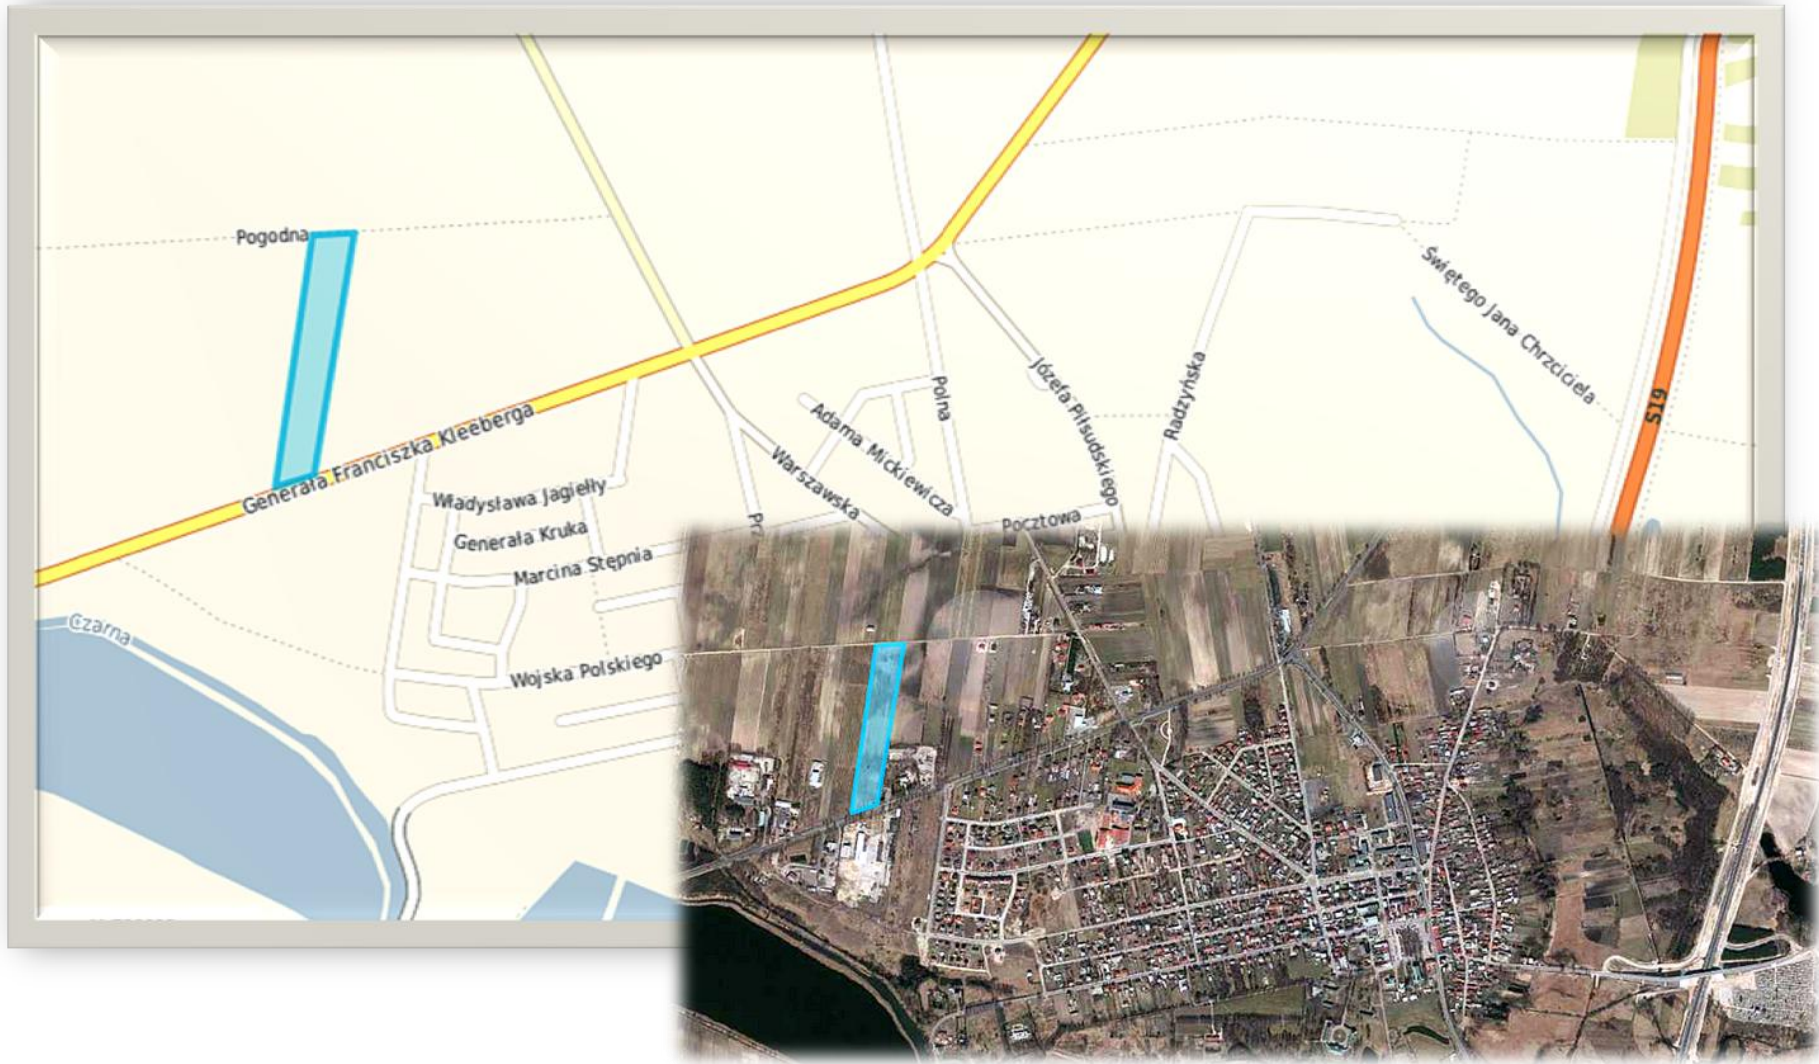 Pogodna
Świętego Jana Chrzciciela
Generała Franciszka Kleeberga
Polna
Józefa Piłsudskiego
Radzyńska
S19
Adama Mickiewicza
Warszawska
Władysława Jagiełły
Generała Kruka
Pocztowa
Marcina Stępnia
Czarna
Wojska Polskiego